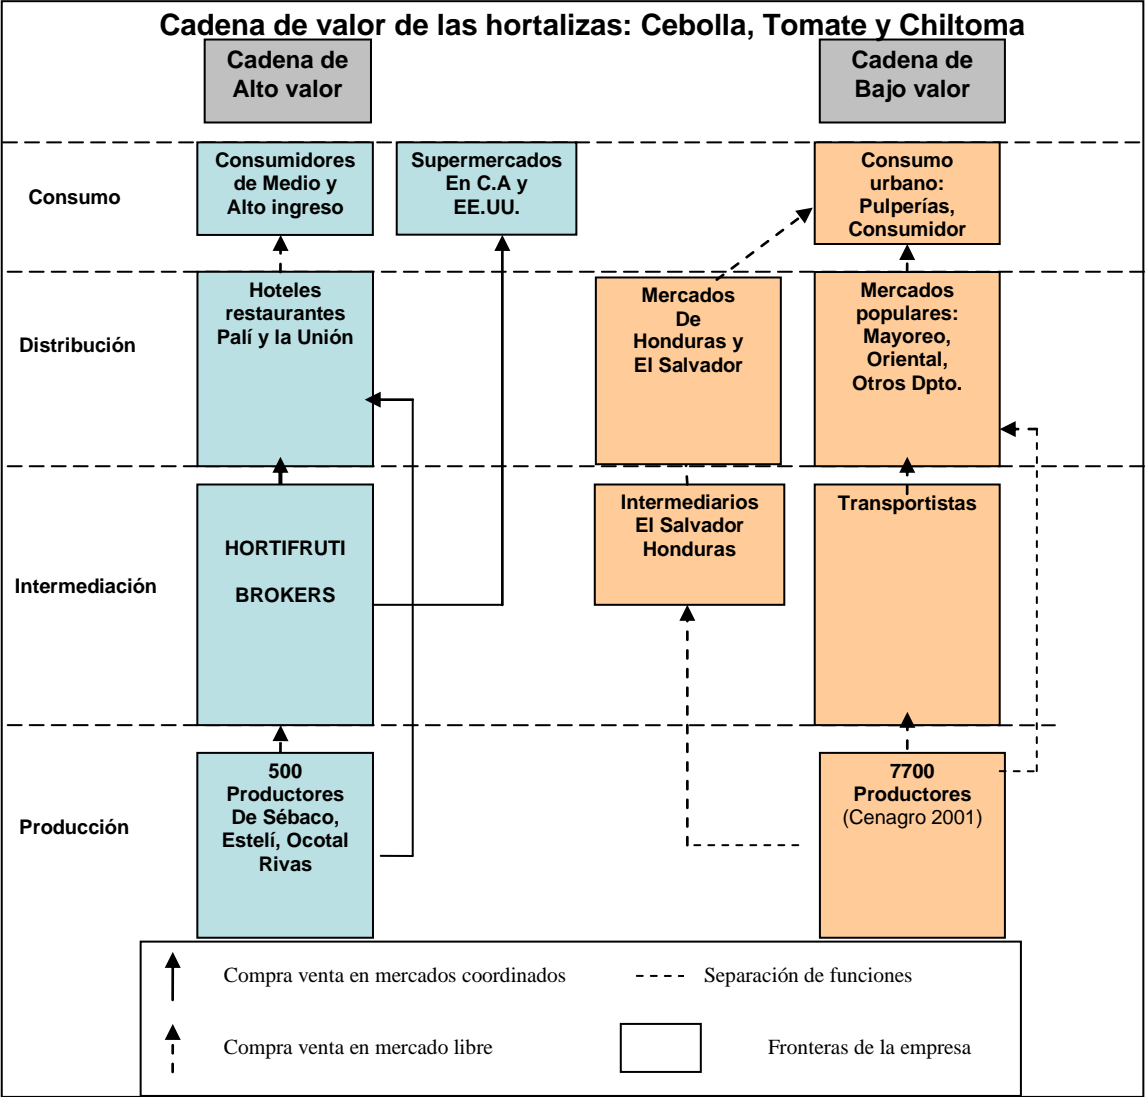 Cadena de valor de las hortalizas: Cebolla, Tomate y Chiltoma
Cadena de
Alto valor
Cadena de
Bajo valor
Consumo
Consumidores
de Medio y
Alto ingreso
Supermercados
En C.A y
EE.UU.
Consumo
urbano:
Pulperías,
Consumidor
Distribución
Hoteles
restaurantes
Palí y la Unión
Mercados
De
Honduras y
El Salvador
Mercados
populares:
Mayoreo,
Oriental,
Otros Dpto.
Intermediación
HORTIFRUTI
BROKERS
Intermediarios
El Salvador
Honduras
Transportistas
Producción
500
Productores
De Sébaco,
Estelí, Ocotal
Rivas
7700
Productores
(Cenagro 2001)
Compra venta en mercados coordinados
Separación de funciones
Compra venta en mercado libre
Fronteras de la empresa